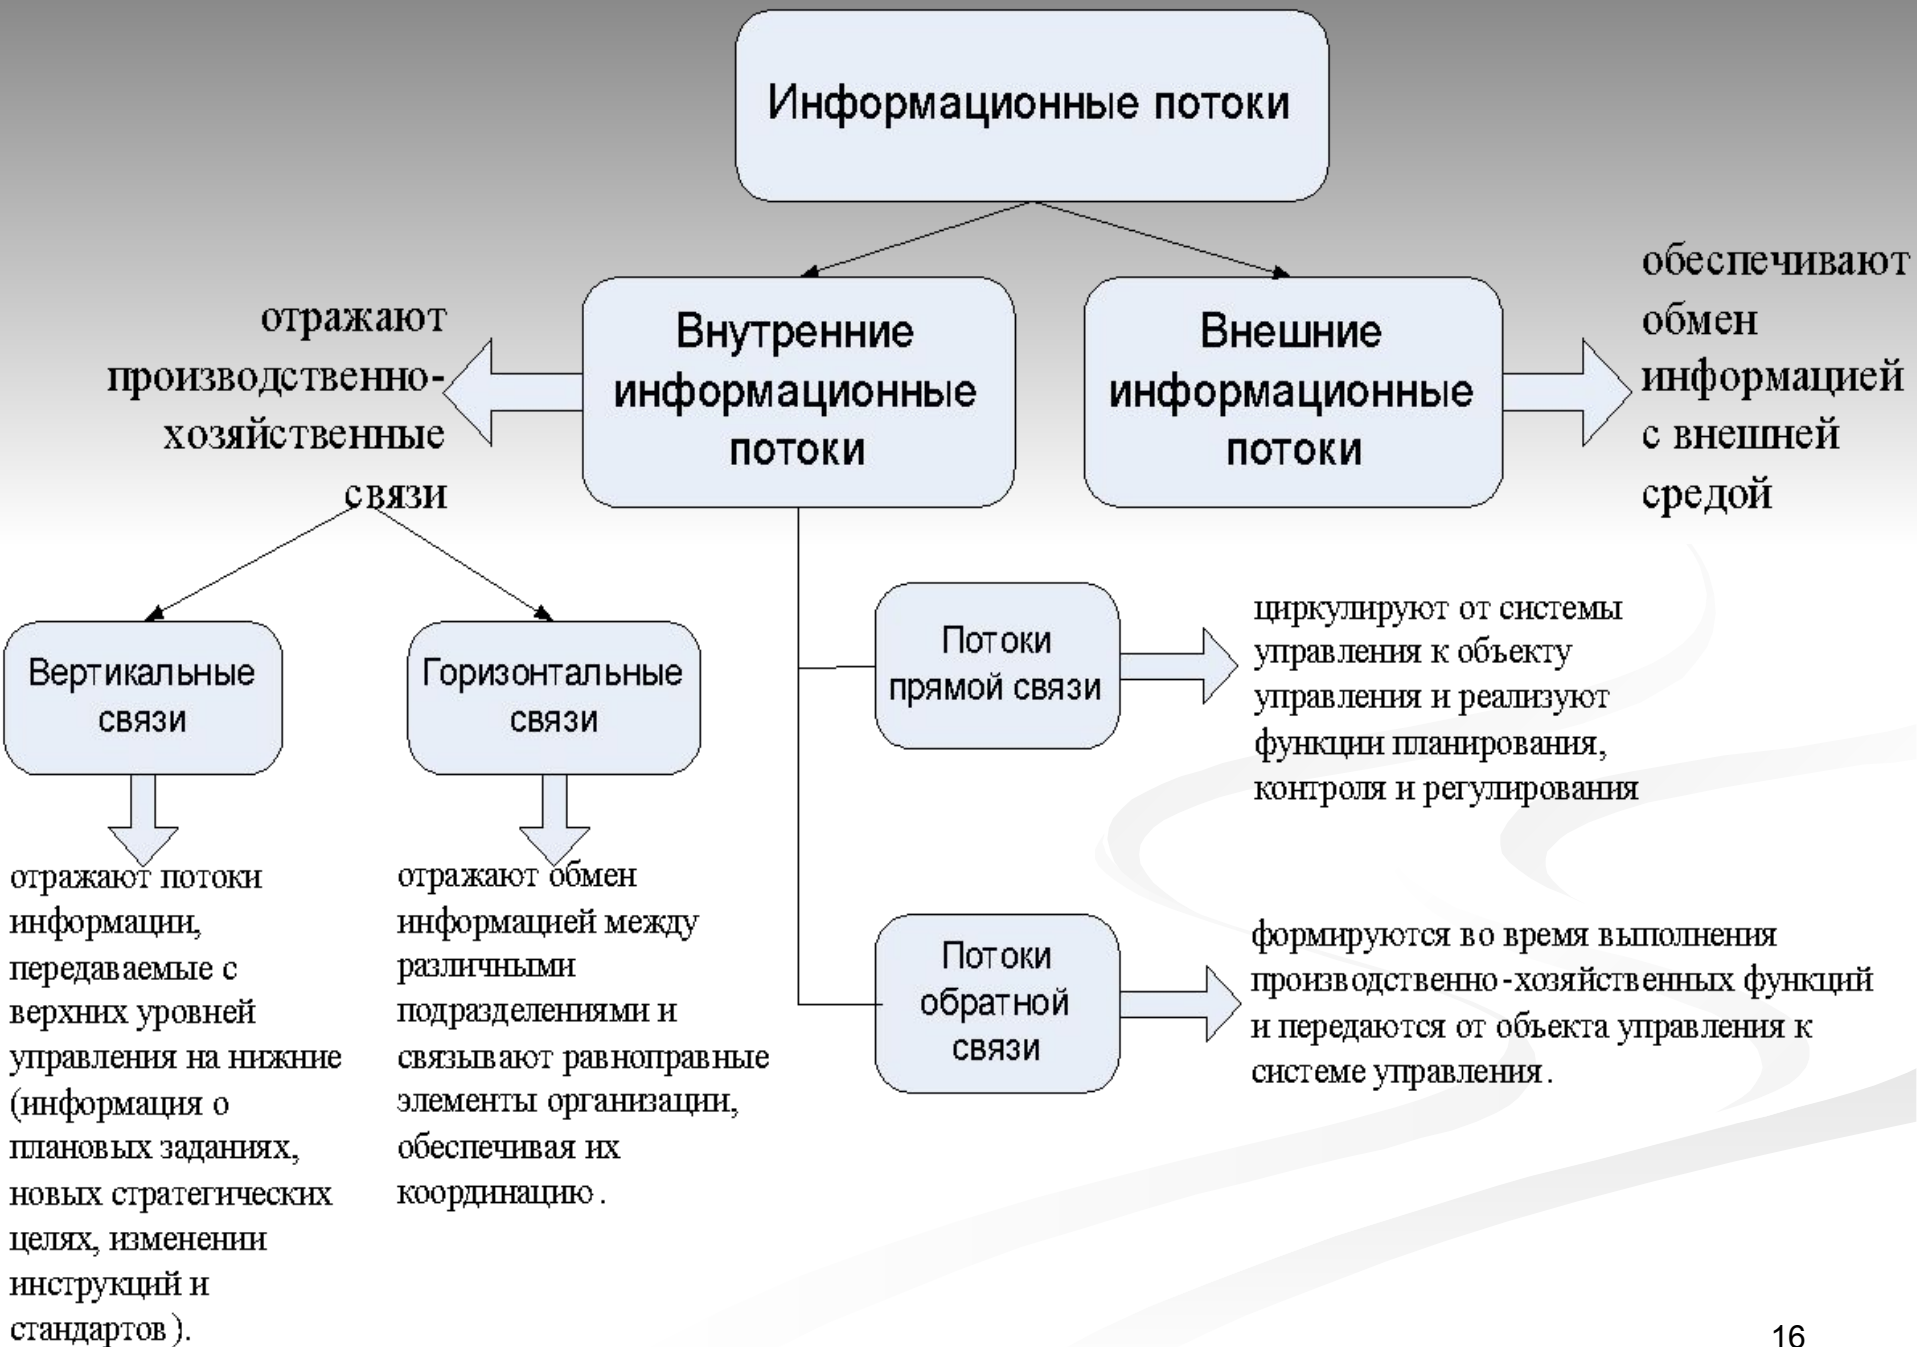 Информационные потоки
отражают
производственно-
хозяйственные
связи
Внутренние
информационные
потоки
Внешние
информационные
потоки
обеспечивают
обмен
информацией
с внешней
средой
Вертикальные
связи
Горизонтальные
связи
Потоки
прямой связи
циркулируют от системы
управления к объекту
управления и реализуют
функции планирования,
контроля и регулирования
отражают потоки
информации,
передаваемые с
верхних уровней
управления на нижние
(информация о
плановых заданиях,
новых стратегических
целях, изменении
инструкций и
стандартов).
отражают обмен
информацией между
различными
подразделениями и
связывают равноправные
элементы организации,
обеспечивая их
координацию.
Потоки
обратной
связи
формируются во время выполнения
производственно-хозяйственных функций
и передаются от объекта управления к
системе управления.
16